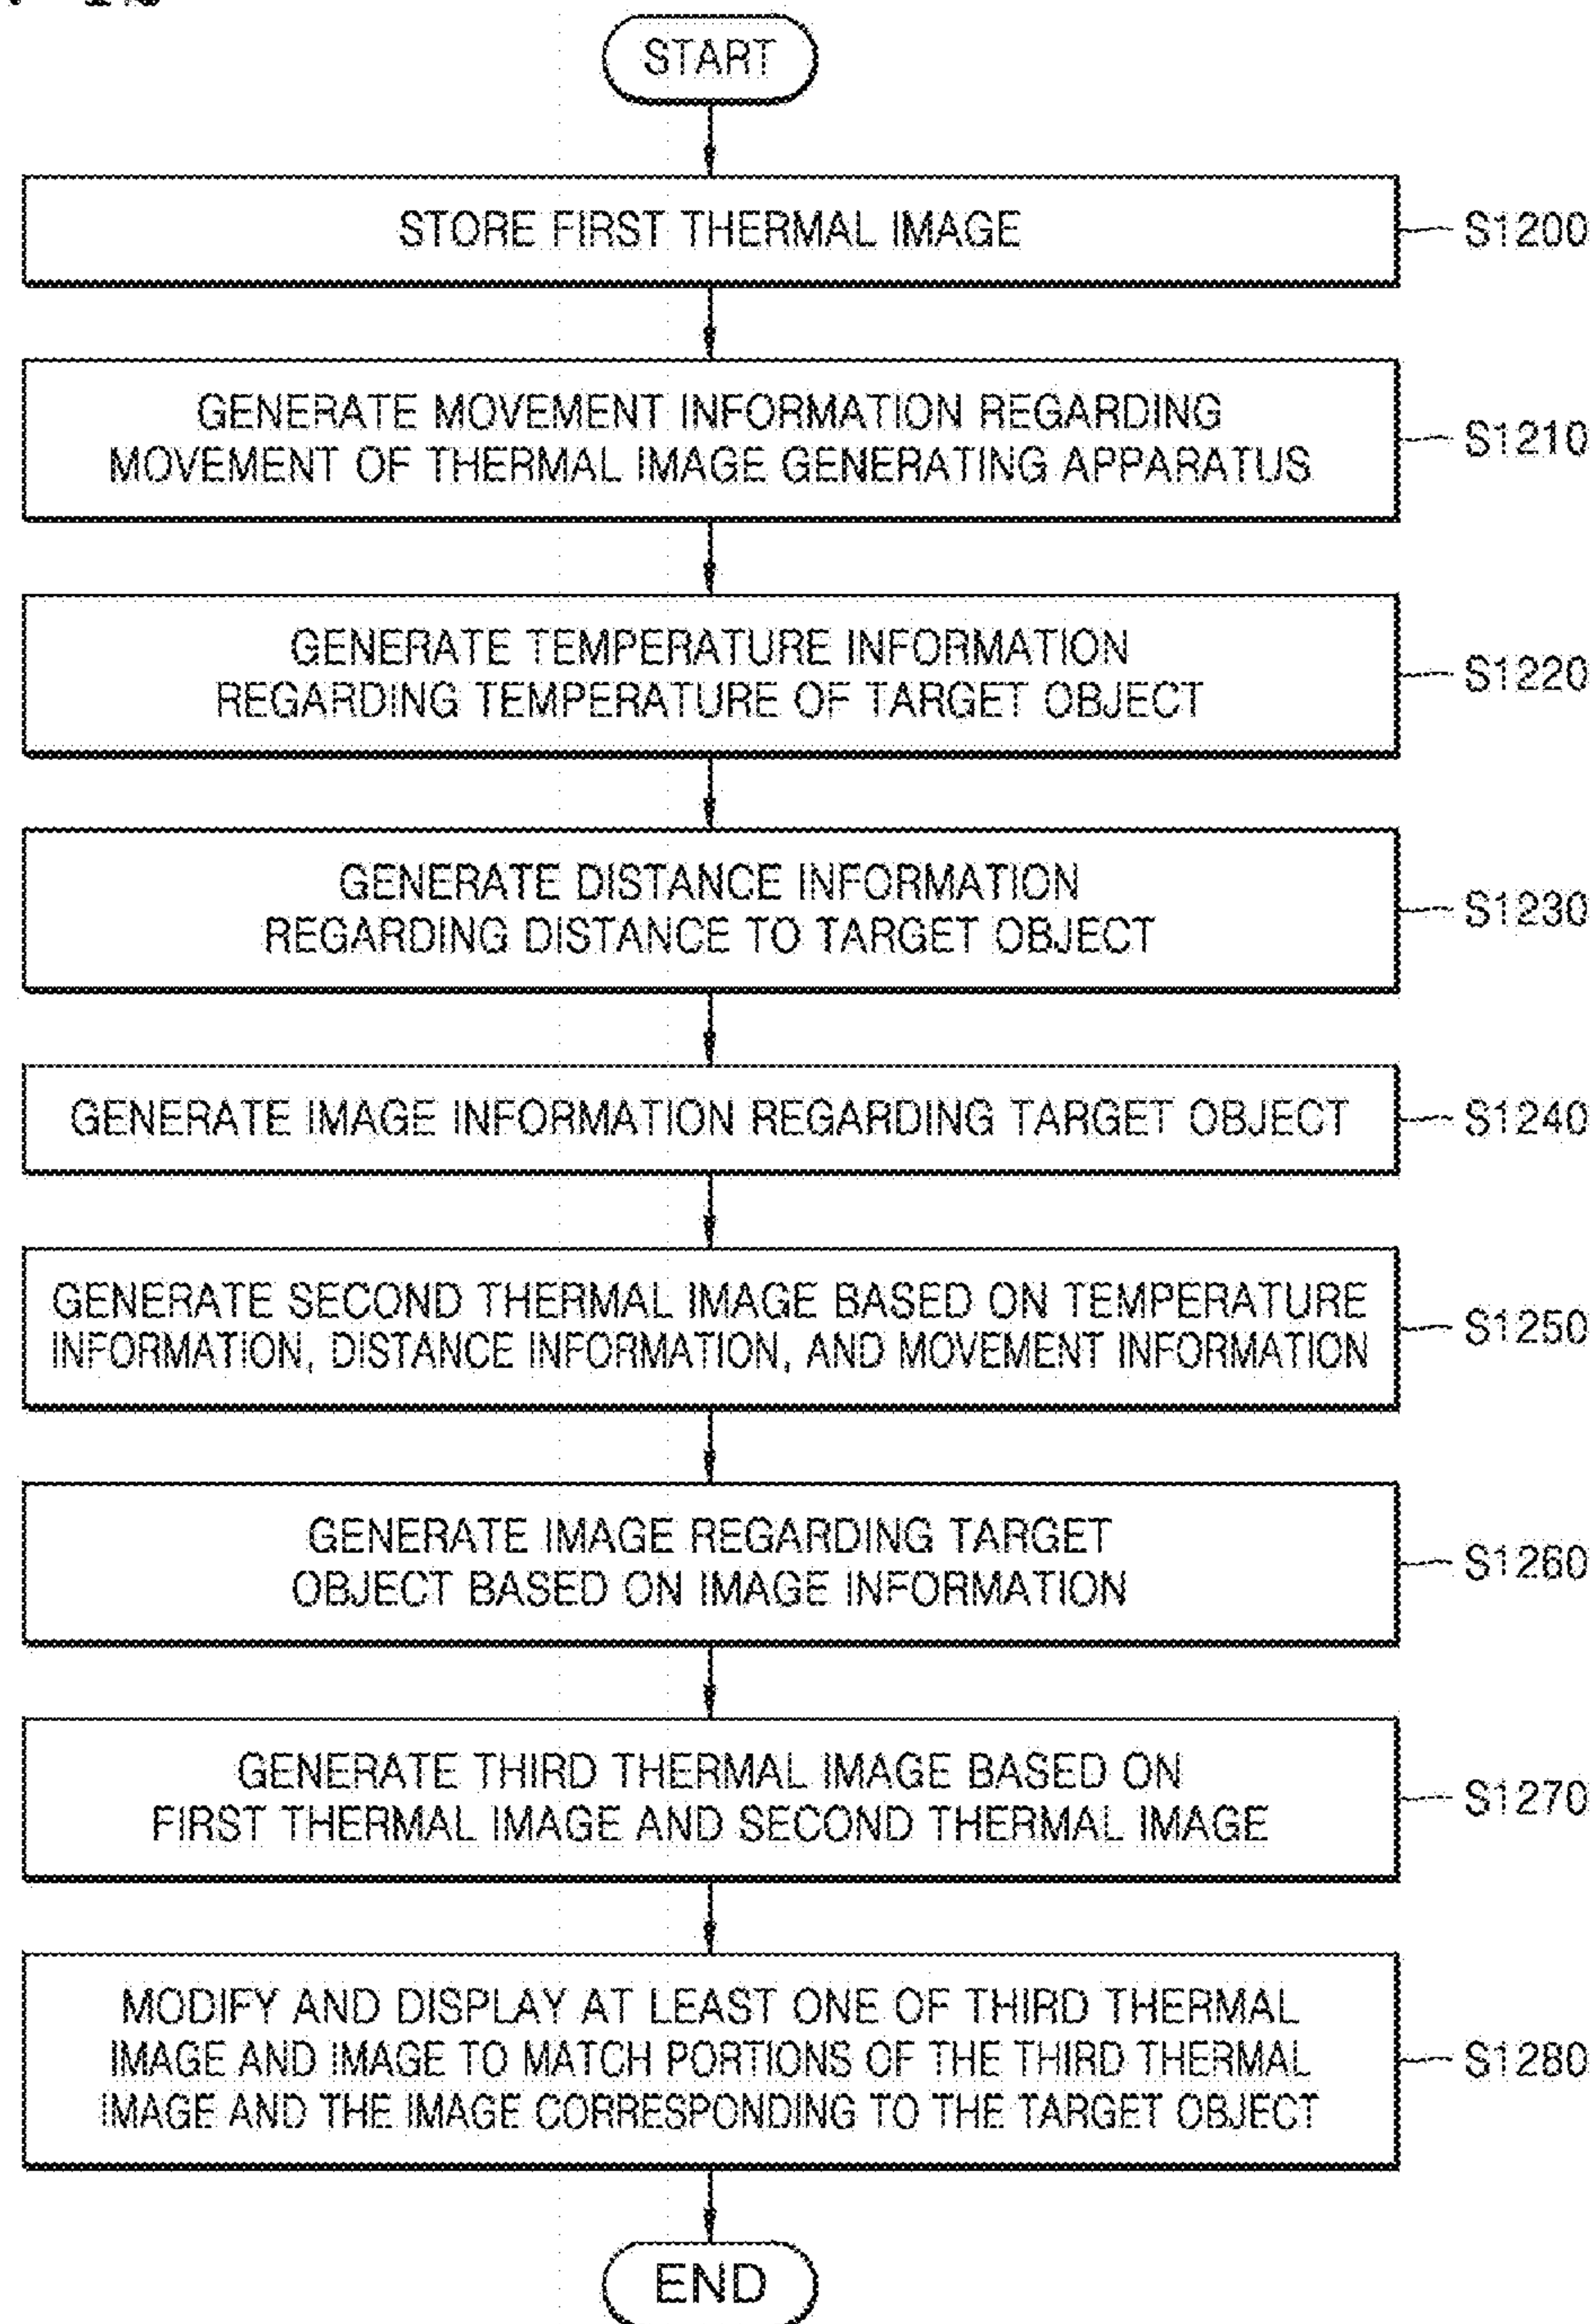 START
STORE FIRST THERMAL IMAGE
S1200
GENERATE MOVEMENT INFORMATION REGARDING
MOVEMENT OF THERMAL IMAGE GENERATING APPARATUS
S1210
GENERATE TEMPERATURE INFORMATION
REGARDING TEMPERATURE OF TARGET OBJECT
S1220
GENERATE DISTANCE INFORMATION
REGARDING DISTANCE TO TARGET OBJECT
S1230
GENERATE IMAGE INFORMATION REGARDING TARGET OBJECT
S1240
GENERATE SECOND THERMAL IMAGE BASED ON TEMPERATURE
INFORMATION, DISTANCE INFORMATION, AND MOVEMENT INFORMATION
S1250
GENERATE IMAGE REGARDING TARGET
OBJECT BASED ON IMAGE INFORMATION
S1260
GENERATE THIRD THERMAL IMAGE BASED ON
FIRST THERMAL IMAGE AND SECOND THERMAL IMAGE
S1270
MODIFY AND DISPLAY AT LEAST ONE OF THIRD THERMAL
IMAGE AND IMAGE TO MATCH PORTIONS OF THE THIRD THERMAL
IMAGE AND THE IMAGE CORRESPONDING TO THE TARGET OBJECT
S1280
END